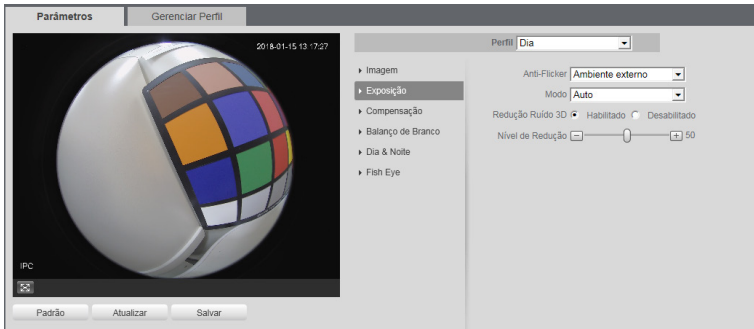 Parâmetros
Gerenciar Perfil
2018-01-15 13:17:27
IPC
Padrão
Atualizar
Salvar
Perfil Dia
Imagem
Exposição
Compensação
Balanço de Branco
Dia & Noite
Fish Eye
Anti-Flicker Ambiente externo
Modo Auto
Redução Ruído 3D Habilitado Desabilitado
Nível de Redução 50